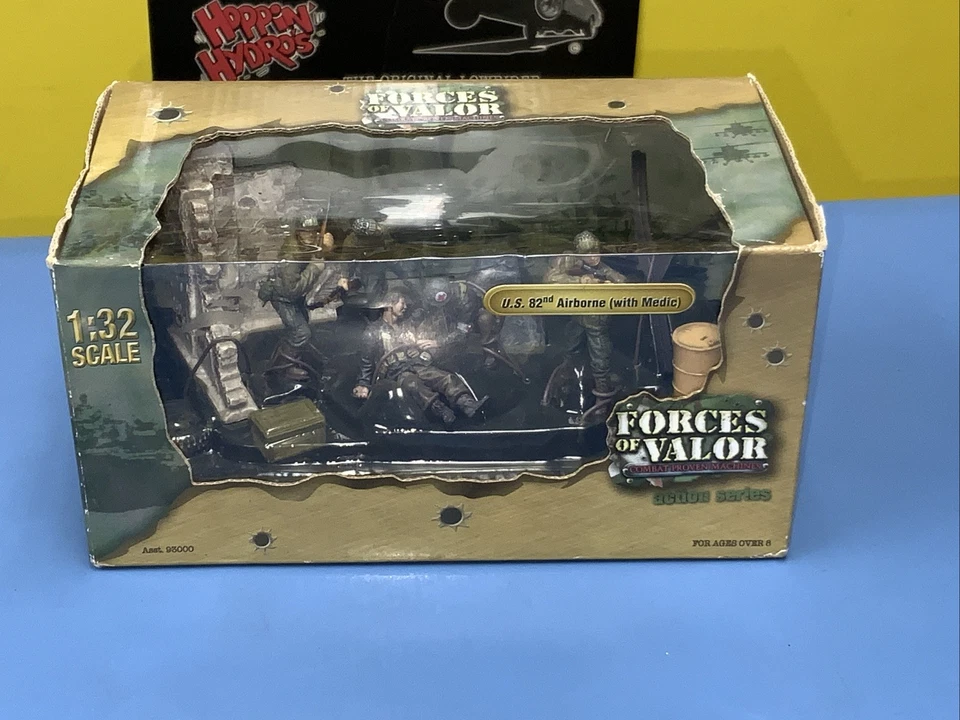 HOPPIN'
HYDROS
THE ORIGINAL LOWRIDER
FORCES
OF VALOR
U.S. 82nd Airborne (with Medic)
1:32
SCALE
FORCES
OF VALOR
COMBAT PROVEN MACHINES
action series
Asst. 93000
FOR AGES OVER 8